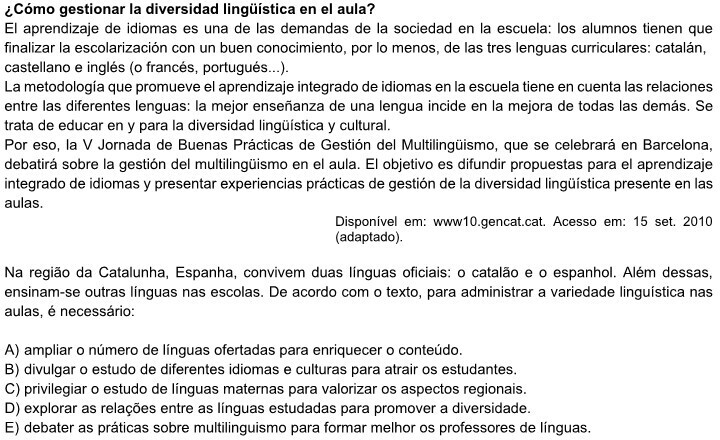 ¿Cómo gestionar la diversidad lingüística en el aula?
El aprendizaje de idiomas es una de las demandas de la sociedad en la escuela: los alumnos tienen que
finalizar la escolarización con un buen conocimiento, por lo menos, de las tres lenguas curriculares: catalán,
castellano e inglés (o francés, portugués...).
La metodología que promueve el aprendizaje integrado de idiomas en la escuela tiene en cuenta las relaciones
entre las diferentes lenguas: la mejor enseñanza de una lengua incide en la mejora de todas las demás. Se
trata de educar en y para la diversidad lingüística y cultural.
Por eso, la V Jornada de Buenas Prácticas de Gestión del Multilingüismo, que se celebrará en Barcelona,
debatirá sobre la gestión del multilingüismo en el aula. El objetivo es difundir propuestas para el aprendizaje
integrado de idiomas y presentar experiencias prácticas de gestión de la diversidad lingüística presente en las
aulas.
Disponível em: www10.gencat.cat. Acesso em: 15 set. 2010
(adaptado).
Na região da Catalunha, Espanha, convivem duas línguas oficiais: o catalão e o espanhol. Além dessas,
ensinam-se outras línguas nas escolas. De acordo com o texto, para administrar a variedade linguística nas
aulas, é necessário:
A) ampliar o número de línguas ofertadas para enriquecer o conteúdo.
B) divulgar o estudo de diferentes idiomas e culturas para atrair os estudantes.
C) privilegiar o estudo de línguas maternas para valorizar os aspectos regionais.
D) explorar as relações entre as línguas estudadas para promover a diversidade.
E) debater as práticas sobre multilinguismo para formar melhor os professores de línguas.